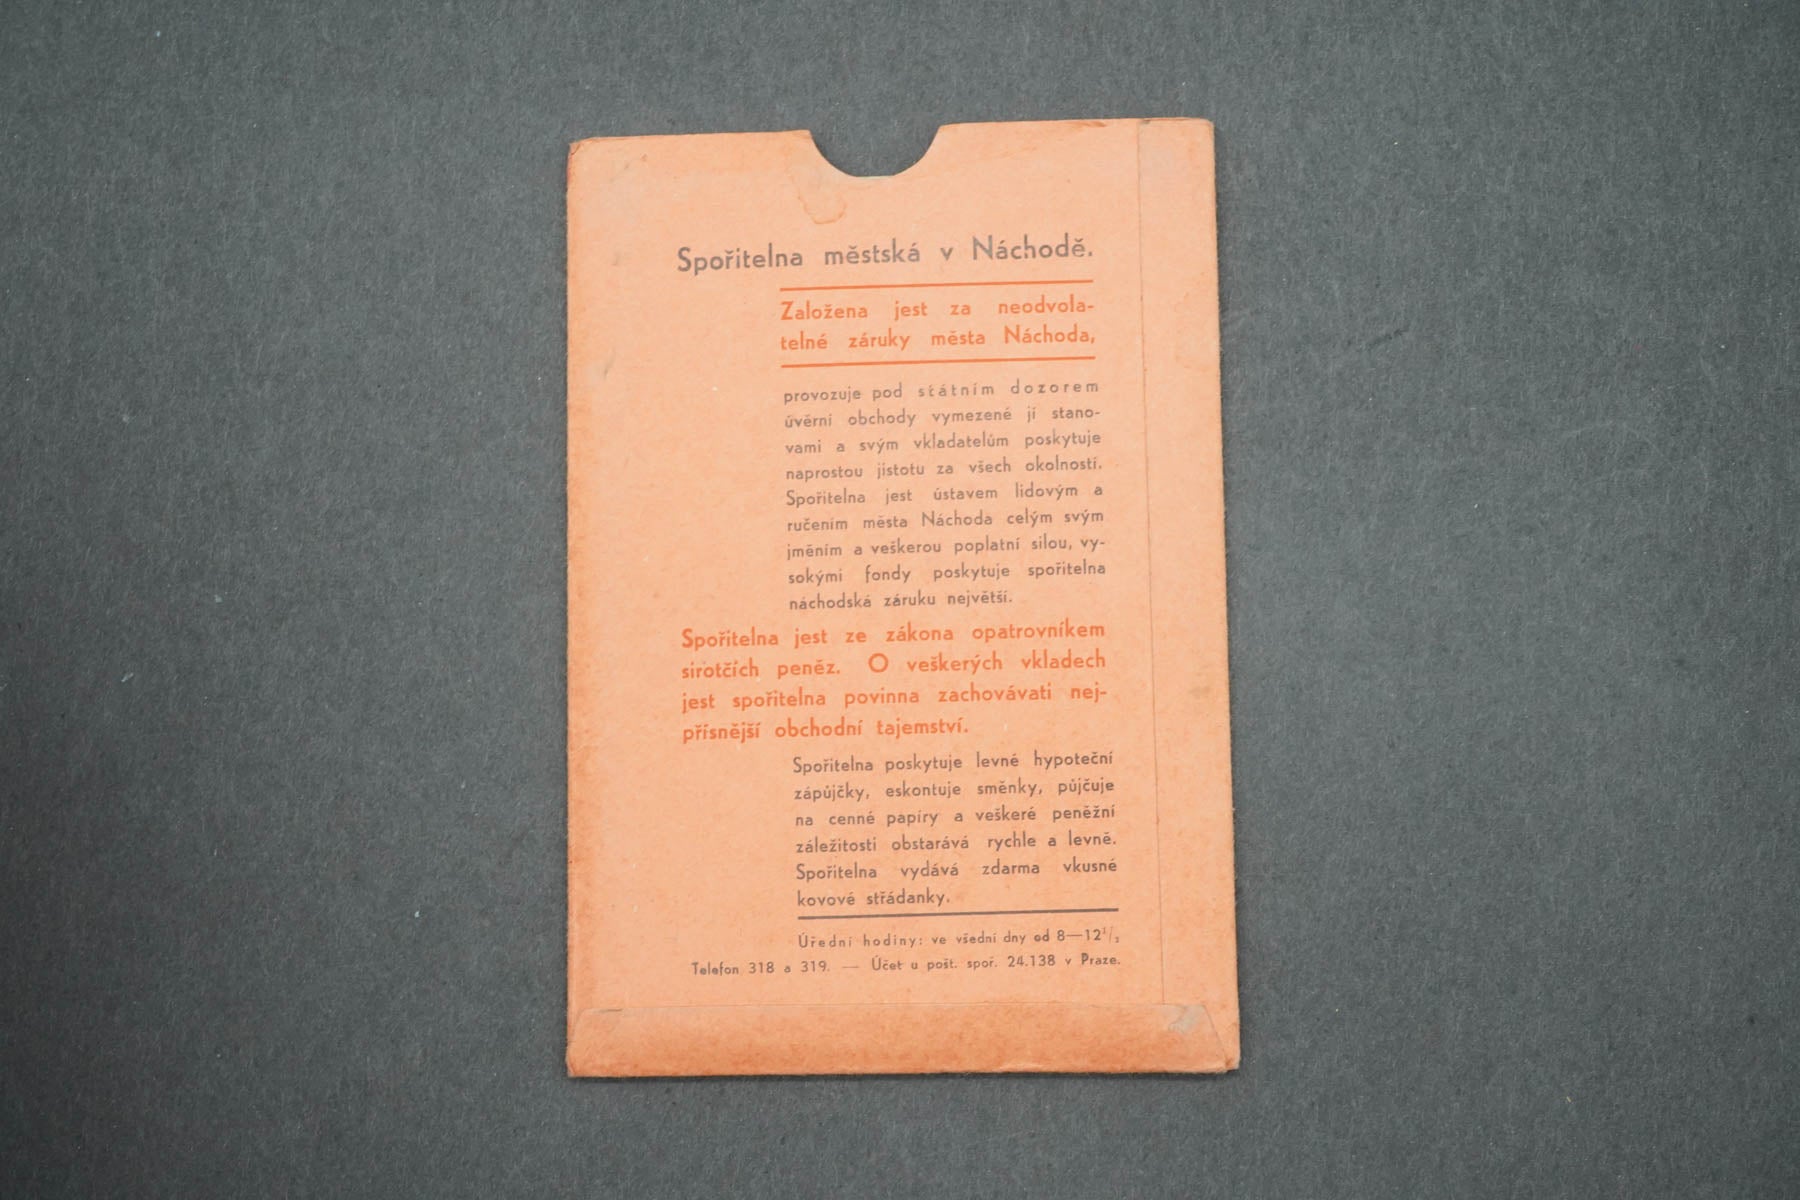 Spořitelna městská v Náchodě.
Založena jest za neodvola-
telné záruky města Náchoda,
provozuje pod státním dozorem
úvěrní obchody vymezené jí stano-
vami a svým vkladatelům poskytuje
naprostou jistotu za všech okolností.
Spořitelna jest ústavem lidovým a
ručením města Náchoda celým svým
jměním a veškerou poplatní silou, vy-
sokými fondy poskytuje spořitelna
náchodská záruku největší.
Spořitelna jest ze zákona opatrovníkem
sirotčích peněz. O veškerých vkladech
jest spořitelna povinna zachovávati nej-
přísnější obchodní tajemství.
Spořitelna poskytuje levné hypoteční
zápůjčky, eskontuje směnky, půjčuje
na cenné papíry a veškeré peněžní
záležitosti obstarává rychle a levně.
Spořitelna vydává zdarma vkusné
kovové střádanky.
Úřední hodiny: ve všední dny od 8—12¹/₂
Telefon 318 a 319. — Účet u pošt. spoř. 24.138 v Praze.